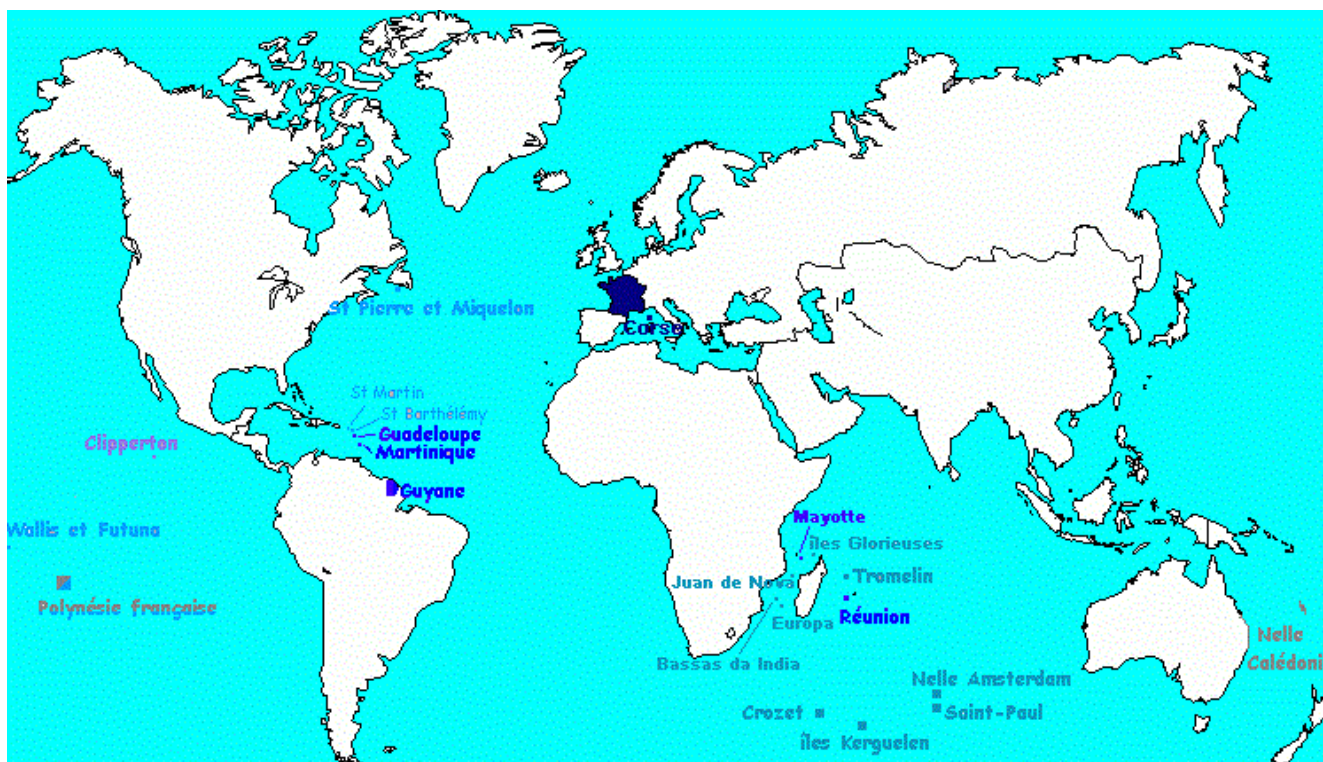 St Pierre et Miquelon
Corse
St Martin
St Barthélémy
Guadeloupe
Clipperton
Martinique
Guyane
Mayotte
Wallis et Futuna
îles Glorieuses
Tromelin
Juan de Nova
Polynésie française
Réunion
Europa
Nelle
Calédoni
Bassas da India
Nelle Amsterdam
Crozet
Saint-Paul
îles Kerguelen